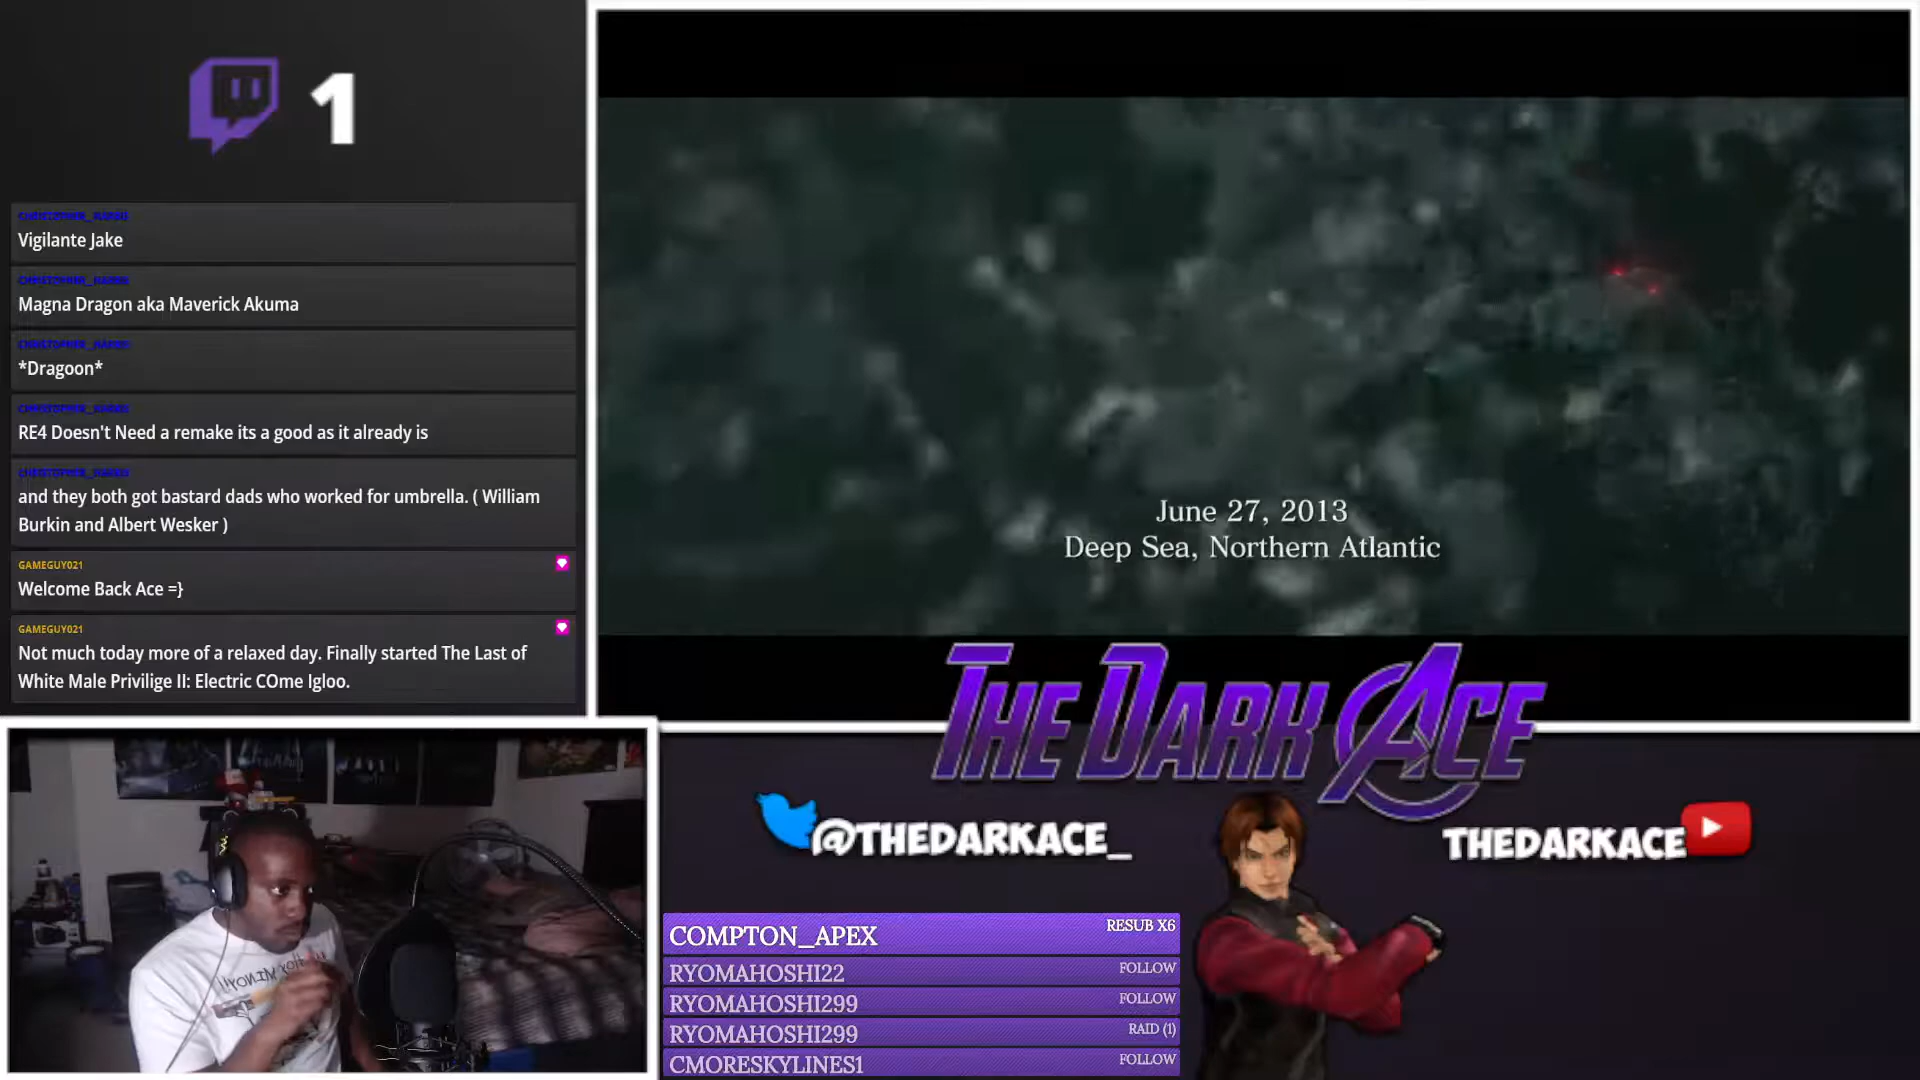 1
Vigilante Jake
Magna Dragon aka Maverick Akuma
*Dragoon*
RE4 Doesn't Need a remake its a good as it already is
and they both got bastard dads who worked for umbrella. ( William
Burkin and Albert Wesker )
GAMEGUY021
Welcome Back Ace =}
GAMEGUY021
Not much today more of a relaxed day. Finally started The Last of
White Male Privilige II: Electric COme Igloo.
June 27, 2013
Deep Sea, Northern Atlantic
THE DARK ACE
@THEDARKACE_
THEDARKACE
COMPTON_APEX RESUB X6
RYOMAHOSHI22 FOLLOW
RYOMAHOSHI299 FOLLOW
RYOMAHOSHI299 RAID (1)
CMORESKYLINES1 FOLLOW